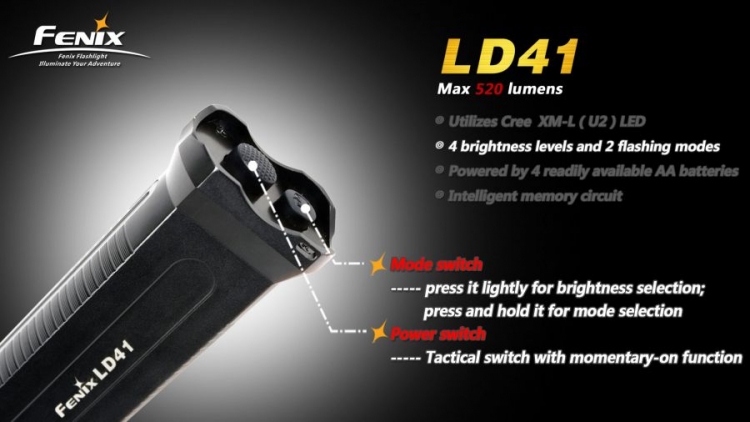 FENIX
Fenix Flashlight
Illuminate Your Adventure
LD41
Max 520 lumens
Utilizes Cree XM-L ( U2 ) LED
4 brightness levels and 2 flashing modes
Powered by 4 readily available AA batteries
Intelligent memory circuit
Mode switch
----- press it lightly for brightness selection;
press and hold it for mode selection
Power switch
----- Tactical switch with momentary-on function
FENIX LD41